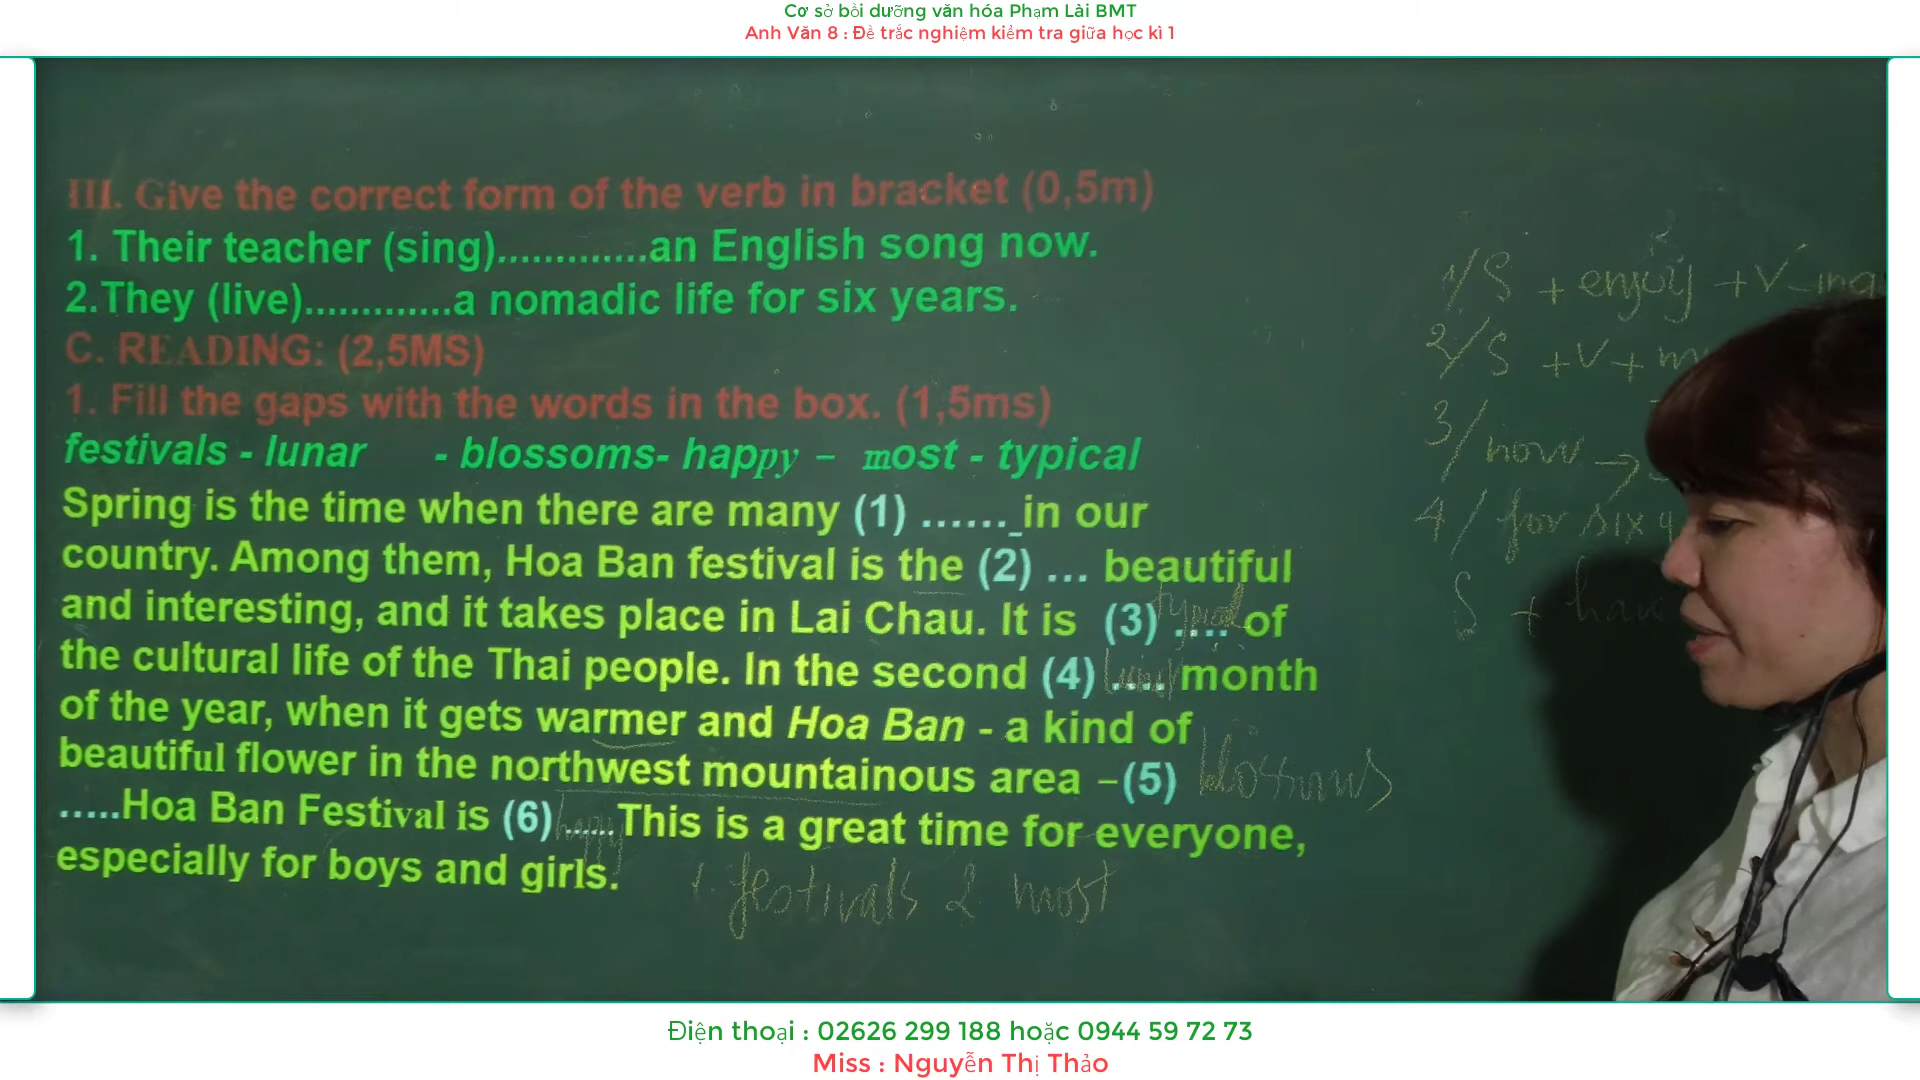 Cơ sở bồi dưỡng văn hóa Phạm Lài BMT
Anh Văn 8 : Đề trắc nghiệm kiểm tra giữa học kì 1
III. Give the correct form of the verb in bracket (0,5m)
1. Their teacher (sing).............an English song now.
2.They (live).............a nomadic life for six years.
C. READING: (2,5MS)
1. Fill the gaps with the words in the box. (1,5ms)
festivals - lunar - blossoms- happy – most - typical
Spring is the time when there are many (1) ......_in our
country. Among them, Hoa Ban festival is the (2) ... beautiful
and interesting, and it takes place in Lai Chau. It is (3) typical .... of
the cultural life of the Thai people. In the second (4) lunar .... month
of the year, when it gets warmer and Hoa Ban - a kind of
beautiful flower in the northwest mountainous area –(5) blossoms
.....Hoa Ban Festival is (6) happy ......This is a great time for everyone,
especially for boys and girls.
1. festivals 2 most
1/ S + enjoy + V-ing
2/ S + V +
3/ now →
4/ for six
S + have
Điện thoại : 02626 299 188 hoặc 0944 59 72 73
Miss : Nguyễn Thị Thảo